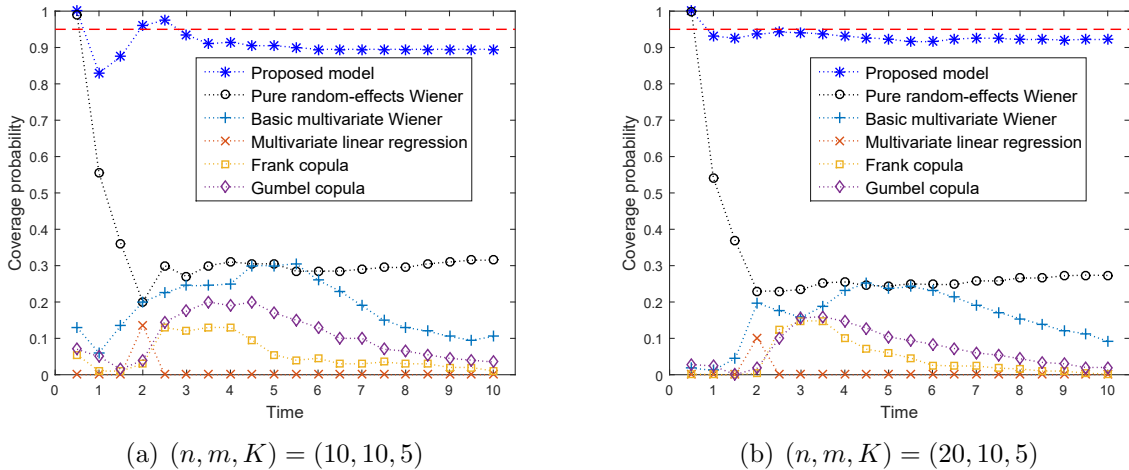 1
0.9
0.8
0.7
0.6
0.5
0.4
0.3
0.2
0.1
0
Coverage probability
Proposed model
Pure random-effects Wiener
Basic multivariate Wiener
Multivariate linear regression
Frank copula
Gumbel copula
0 1 2 3 4 5 6 7 8 9 10
Time
(a) (n, m, K) = (10, 10, 5)
1
0.9
0.8
0.7
0.6
0.5
0.4
0.3
0.2
0.1
0
Coverage probability
Proposed model
Pure random-effects Wiener
Basic multivariate Wiener
Multivariate linear regression
Frank copula
Gumbel copula
0 1 2 3 4 5 6 7 8 9 10
Time
(b) (n, m, K) = (20, 10, 5)